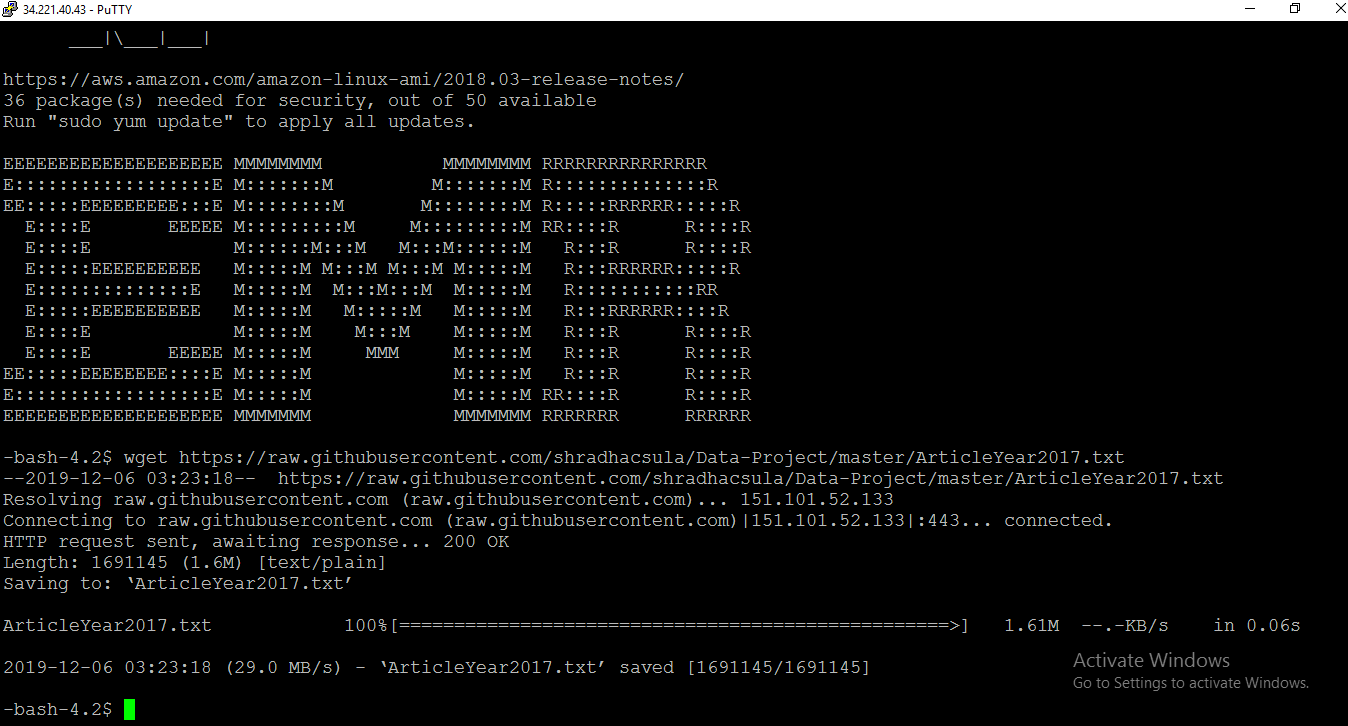 34.221.40.43 - PuTTY
___|\___|___|
https://aws.amazon.com/amazon-linux-ami/2018.03-release-notes/
36 package(s) needed for security, out of 50 available
Run "sudo yum update" to apply all updates.
EEEEEEEEEEEEEEEEEEEE MMMMMMMM           MMMMMMMM RRRRRRRRRRRRRRR
E::::::::::::::::::E M:::::::M         M:::::::M R::::::::::::::R
EE:::::EEEEEEEEE:::E M::::::::M       M::::::::M R:::::RRRRRR:::::R
  E::::E       EEEEE M:::::::::M     M:::::::::M RR::::R      R::::R
  E::::E             M::::::M:::M   M:::M::::::M   R:::R      R::::R
  E:::::EEEEEEEEEE   M:::::M M:::M M:::M M:::::M   R:::RRRRRR:::::R
  E::::::::::::::E   M:::::M  M:::M:::M  M:::::M   R:::::::::::RR
  E:::::EEEEEEEEEE   M:::::M   M:::::M   M:::::M   R:::RRRRRR::::R
  E::::E             M:::::M    M:::M    M:::::M   R:::R      R::::R
  E::::E       EEEEE M:::::M     MMM     M:::::M   R:::R      R::::R
EE:::::EEEEEEEE::::E M:::::M             M:::::M   R:::R      R::::R
E::::::::::::::::::E M:::::M             M:::::M RR::::R      R::::R
EEEEEEEEEEEEEEEEEEEE MMMMMMM             MMMMMMM RRRRRRR      RRRRRR
-bash-4.2$ wget https://raw.githubusercontent.com/shradhacsula/Data-Project/master/ArticleYear2017.txt
--2019-12-06 03:23:18--  https://raw.githubusercontent.com/shradhacsula/Data-Project/master/ArticleYear2017.txt
Resolving raw.githubusercontent.com (raw.githubusercontent.com)... 151.101.52.133
Connecting to raw.githubusercontent.com (raw.githubusercontent.com)|151.101.52.133|:443... connected.
HTTP request sent, awaiting response... 200 OK
Length: 1691145 (1.6M) [text/plain]
Saving to: ‘ArticleYear2017.txt’
ArticleYear2017.txt            100%[==================================================>]   1.61M  --.-KB/s    in 0.06s
2019-12-06 03:23:18 (29.0 MB/s) - ‘ArticleYear2017.txt’ saved [1691145/1691145]
Activate Windows
Go to Settings to activate Windows.
-bash-4.2$